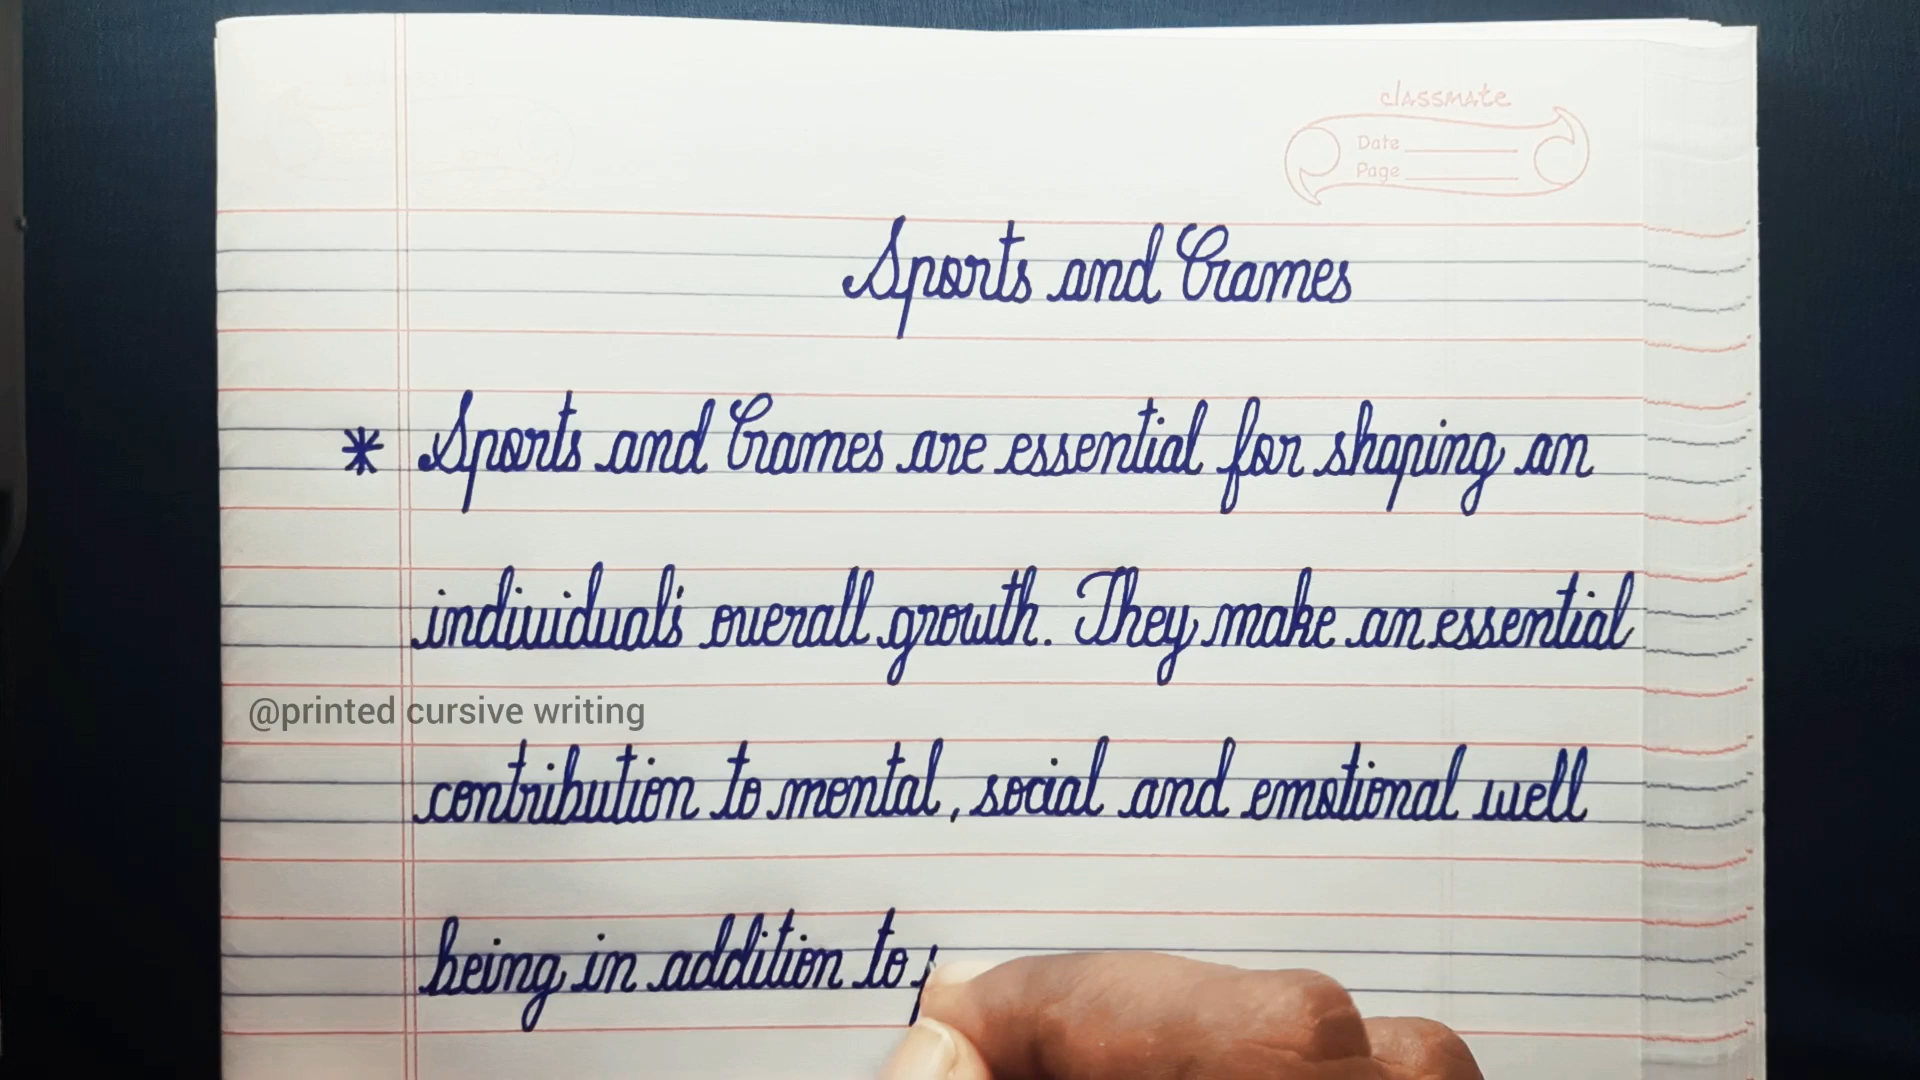 classmate
Date
Page
Sports and Games
* Sports and Games are essential for shaping an
individual's overall growth. They make an essential
@printed cursive writing
contribution to mental, social and emotional well
being in addition to